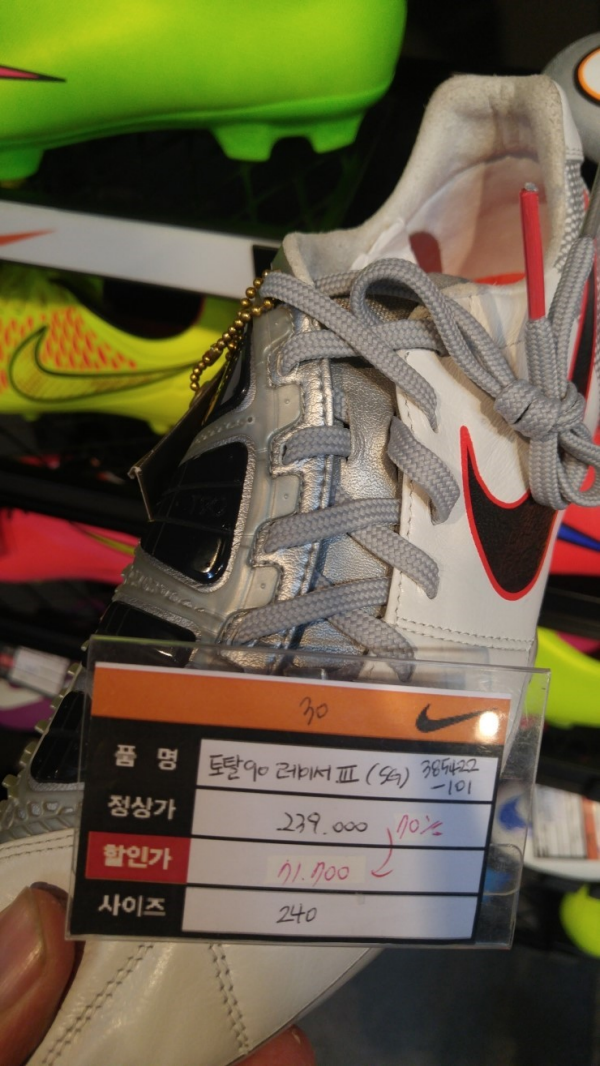 30
품 명 토탈90 레이서 III (SG) 385422
-101
정상가 239.000 70%
할인가 71.700
사이즈 240